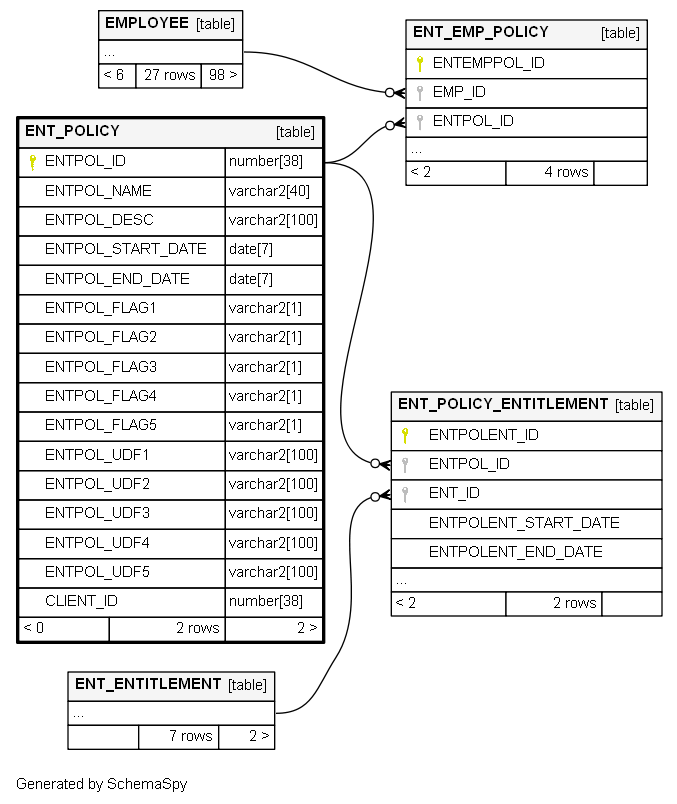 EMPLOYEE [table]
...
< 6 27 rows 98 >
ENT_EMP_POLICY [table]
ENTEMPPOL_ID
EMP_ID
ENTPOL_ID
...
< 2 4 rows
ENT_POLICY [table]
ENTPOL_ID number[38]
ENTPOL_NAME varchar2[40]
ENTPOL_DESC varchar2[100]
ENTPOL_START_DATE date[7]
ENTPOL_END_DATE date[7]
ENTPOL_FLAG1 varchar2[1]
ENTPOL_FLAG2 varchar2[1]
ENTPOL_FLAG3 varchar2[1]
ENTPOL_FLAG4 varchar2[1]
ENTPOL_FLAG5 varchar2[1]
ENTPOL_UDF1 varchar2[100]
ENTPOL_UDF2 varchar2[100]
ENTPOL_UDF3 varchar2[100]
ENTPOL_UDF4 varchar2[100]
ENTPOL_UDF5 varchar2[100]
CLIENT_ID number[38]
< 0 2 rows 2 >
ENT_POLICY_ENTITLEMENT [table]
ENTPOLENT_ID
ENTPOL_ID
ENT_ID
ENTPOLENT_START_DATE
ENTPOLENT_END_DATE
...
< 2 2 rows
ENT_ENTITLEMENT [table]
...
7 rows 2 >
Generated by SchemaSpy